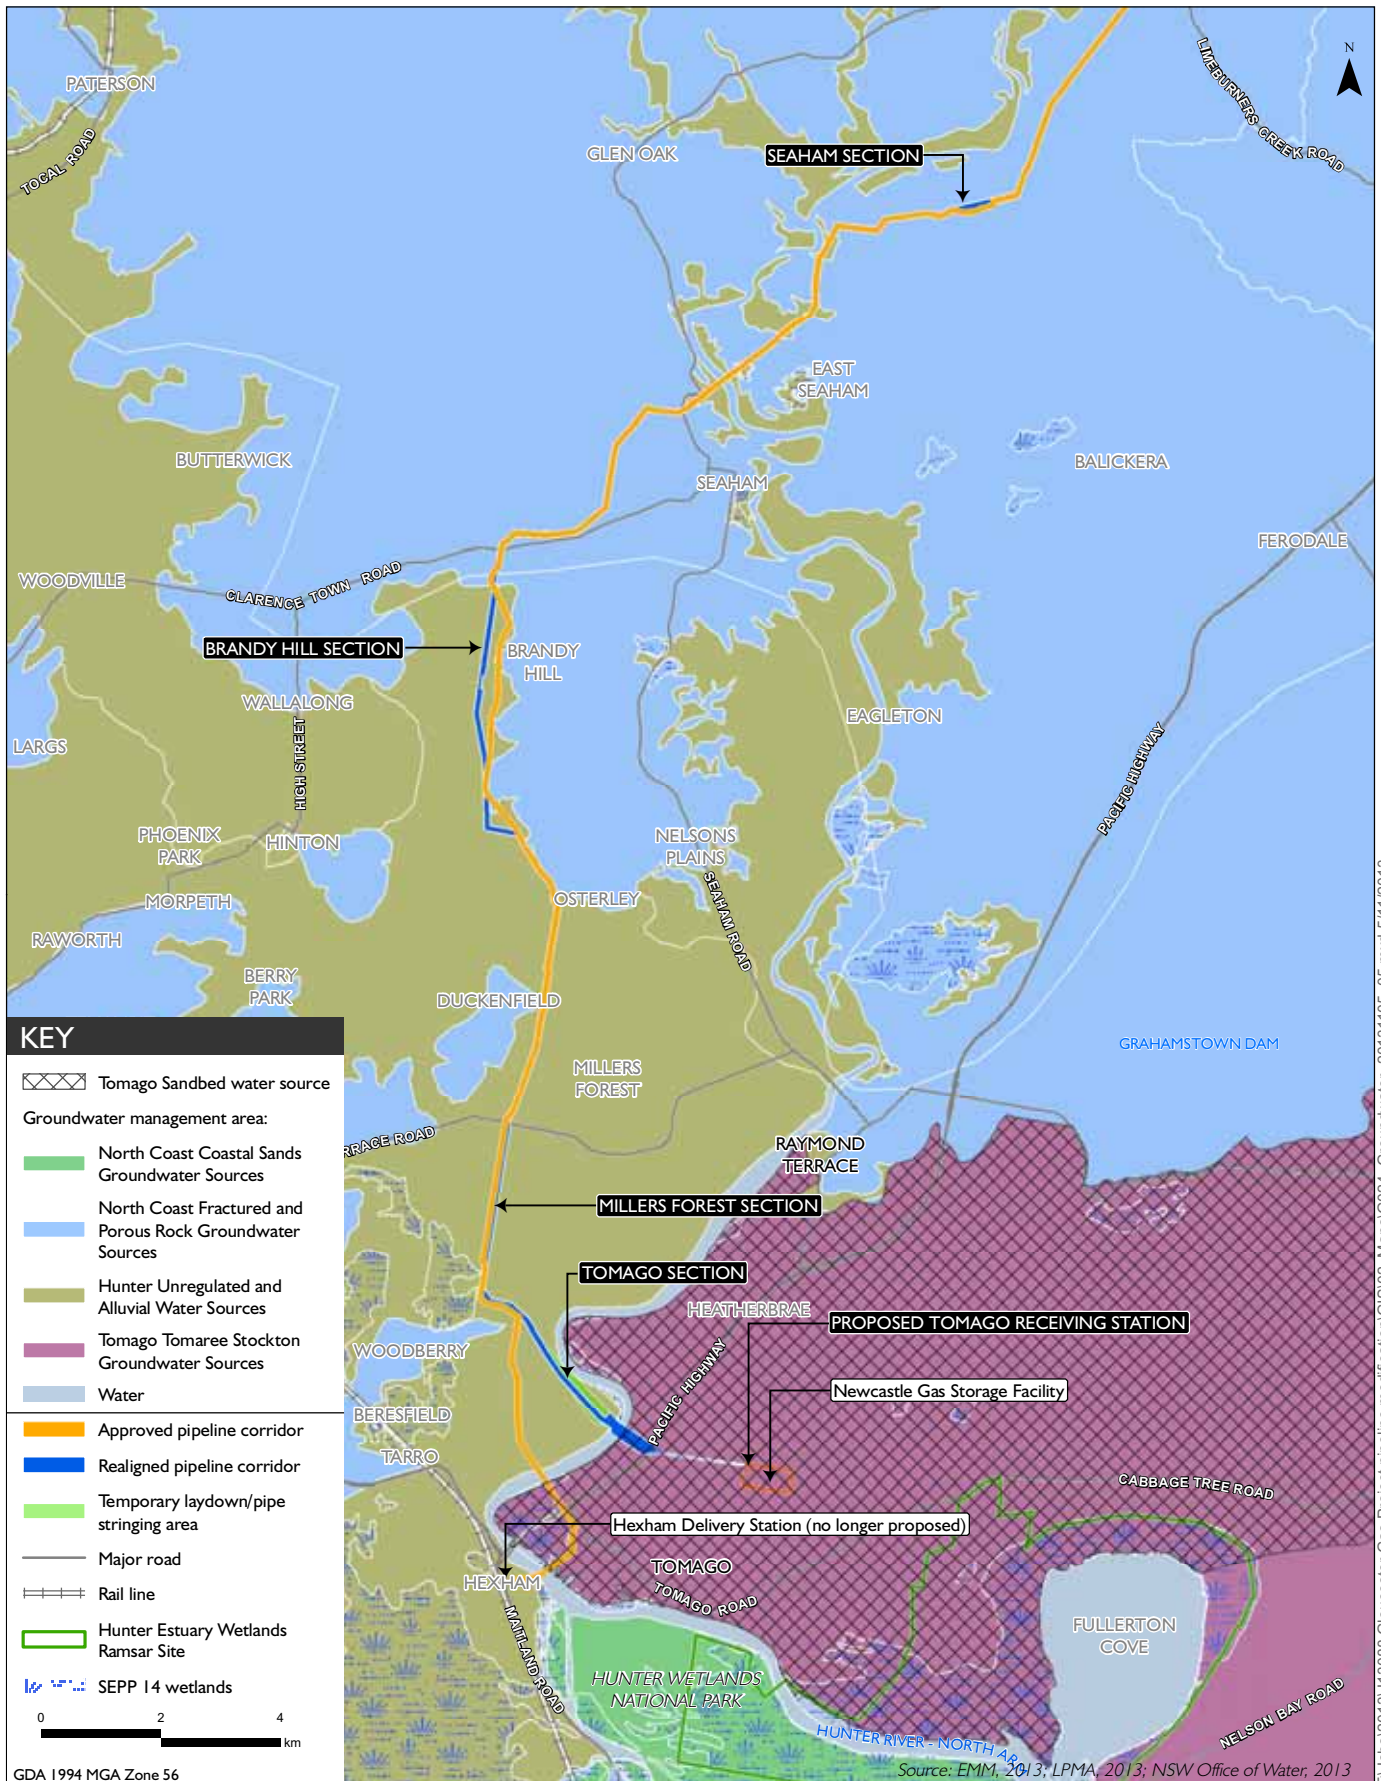 N
PATERSON
TOCAL ROAD
GLEN OAK
SEAHAM SECTION
LIMEBURNERS CREEK ROAD
EAST
SEAHAM
BUTTERWICK
BALICKERA
SEAHAM
FERODALE
WOODVILLE
CLARENCE TOWN ROAD
BRANDY HILL SECTION
BRANDY
HILL
WALLALONG
EAGLETON
LARGS
HIGH STREET
PACIFIC HIGHWAY
PHOENIX
PARK
HINTON
NELSONS
PLAINS
MORPETH
OSTERLEY
SEAHAM ROAD
RAWORTH
BERRY
PARK
DUCKENFIELD
GRAHAMSTOWN DAM
MILLERS
FOREST
RRACE ROAD
RAYMOND
TERRACE
MILLERS FOREST SECTION
TOMAGO SECTION
HEATHERBRAE
PROPOSED TOMAGO RECEIVING STATION
WOODBERRY
PACIFIC HIGHWAY
Newcastle Gas Storage Facility
BERESFIELD
TARRO
CABBAGE TREE ROAD
Hexham Delivery Station (no longer proposed)
TOMAGO
HEXHAM
TOMAGO ROAD
MAITLAND ROAD
FULLERTON
COVE
HUNTER WETLANDS
NATIONAL PARK
NELSON BAY ROAD
HUNTER RIVER - NORTH ARM
Source: EMM, 2013; LPMA, 2013; NSW Office of Water, 2013
KEY
Tomago Sandbed water source
Groundwater management area:
North Coast Coastal Sands
Groundwater Sources
North Coast Fractured and
Porous Rock Groundwater
Sources
Hunter Unregulated and
Alluvial Water Sources
Tomago Tomaree Stockton
Groundwater Sources
Water
Approved pipeline corridor
Realigned pipeline corridor
Temporary laydown/pipe
stringing area
Major road
Rail line
Hunter Estuary Wetlands
Ramsar Site
SEPP 14 wetlands
0 2 4
km
GDA 1994 MGA Zone 56